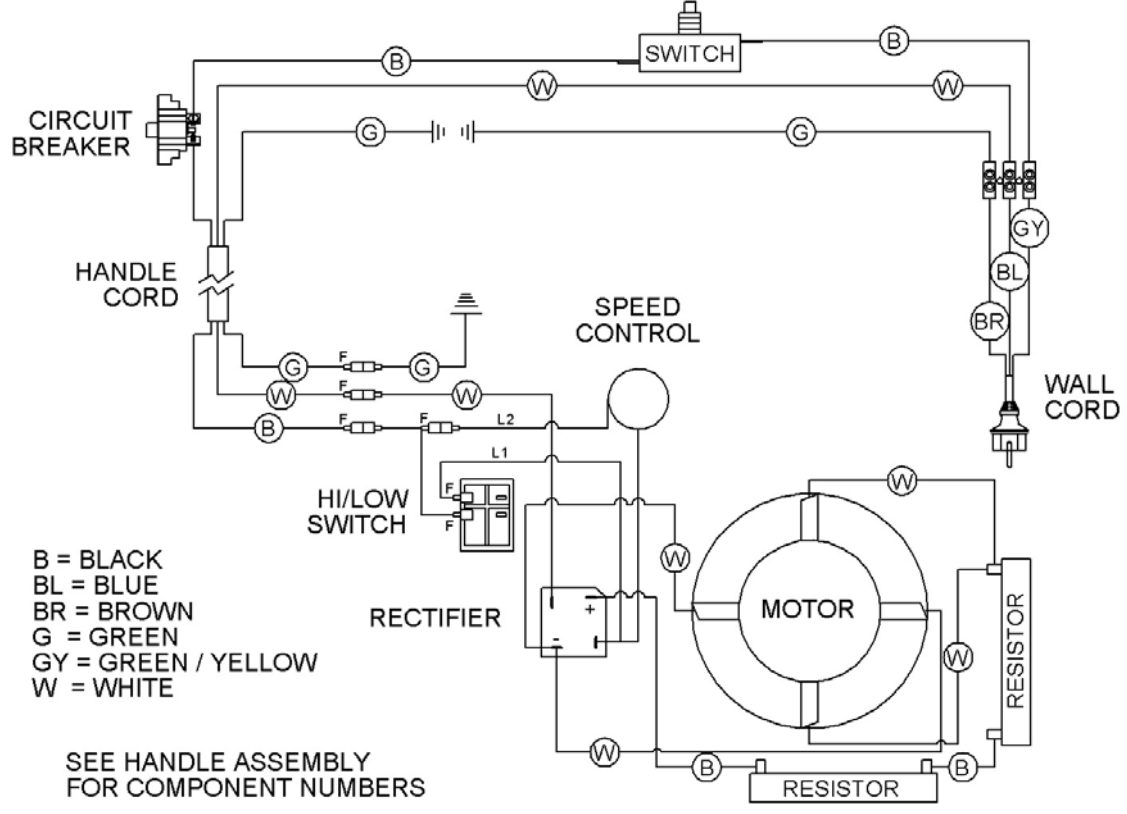 SWITCH
B
B
W
W
CIRCUIT
BREAKER
G
G
GY
HANDLE
CORD
BL
SPEED
CONTROL
BR
F
G
G
F
W
W
WALL
CORD
B
F
F
L2
L1
F
HI/LOW
SWITCH
F
W
W
B = BLACK
BL = BLUE
BR = BROWN
G = GREEN
GY = GREEN / YELLOW
W = WHITE
RECTIFIER
+
-
MOTOR
RESISTOR
W
W
SEE HANDLE ASSEMBLY
FOR COMPONENT NUMBERS
B
B
RESISTOR